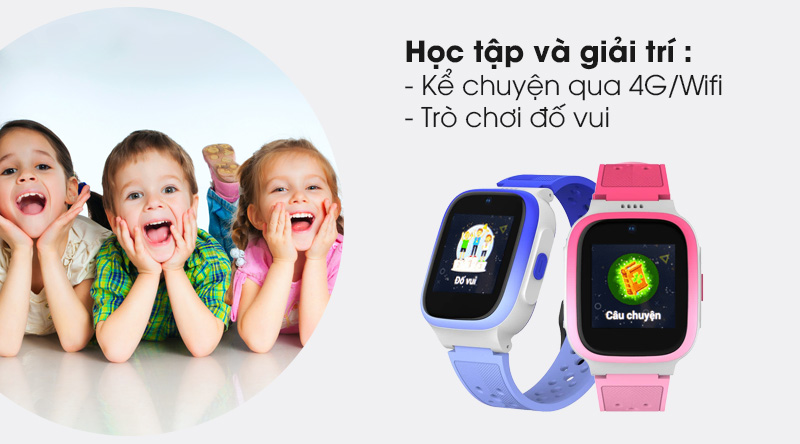 Học tập và giải trí :
- Kể chuyện qua 4G/Wifi
- Trò chơi đố vui
Đố vui
Câu chuyện